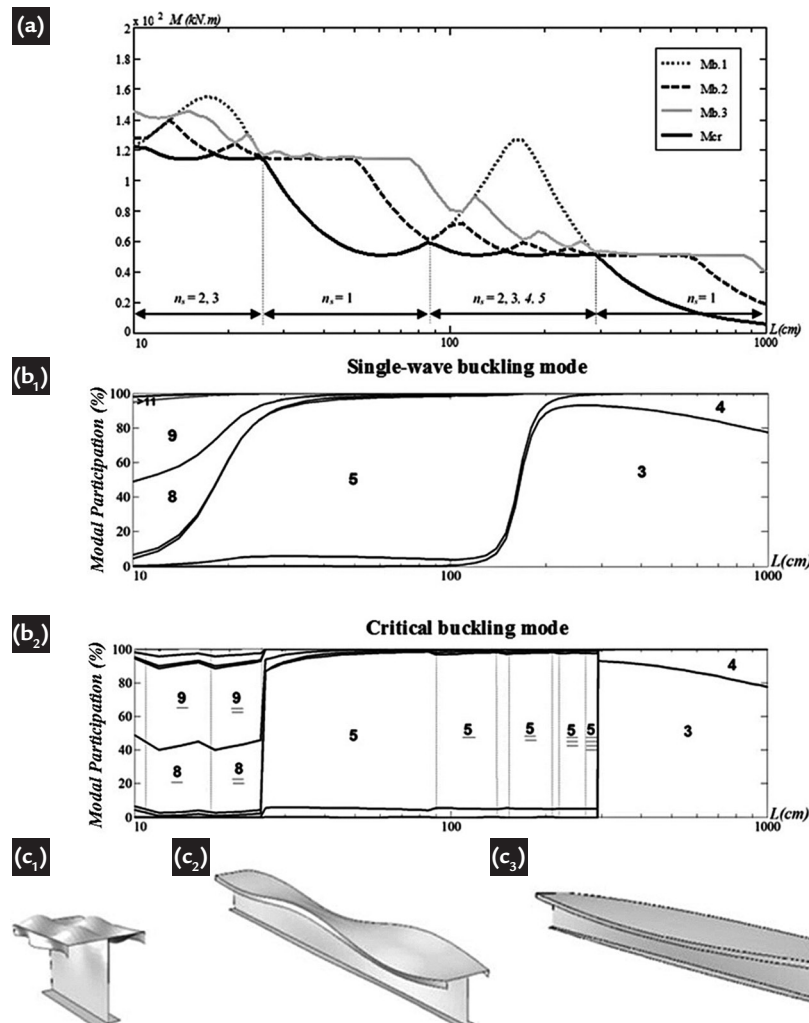 (a)
x 10² M (kN.m)
2
1.8
1.6
1.4
1.2
1
0.8
0.6
0.4
0.2
0
Mb.1
Mb.2
Mb.3
Mcr
nₛ = 2, 3
nₛ = 1
nₛ = 2, 3, 4, 5
nₛ = 1
L(cm)
10
100
1000
(b₁)
Single-wave buckling mode
Modal Participation (%)
100
80
60
40
20
0
>11
9
8
5
3
4
10
100
1000
L(cm)
(b₂)
Critical buckling mode
Modal Participation (%)
100
80
60
40
20
0
9
9
8
8
5
5
5
5
5
3
4
10
100
1000
L(cm)
(c₁)
(c₂)
(c₃)